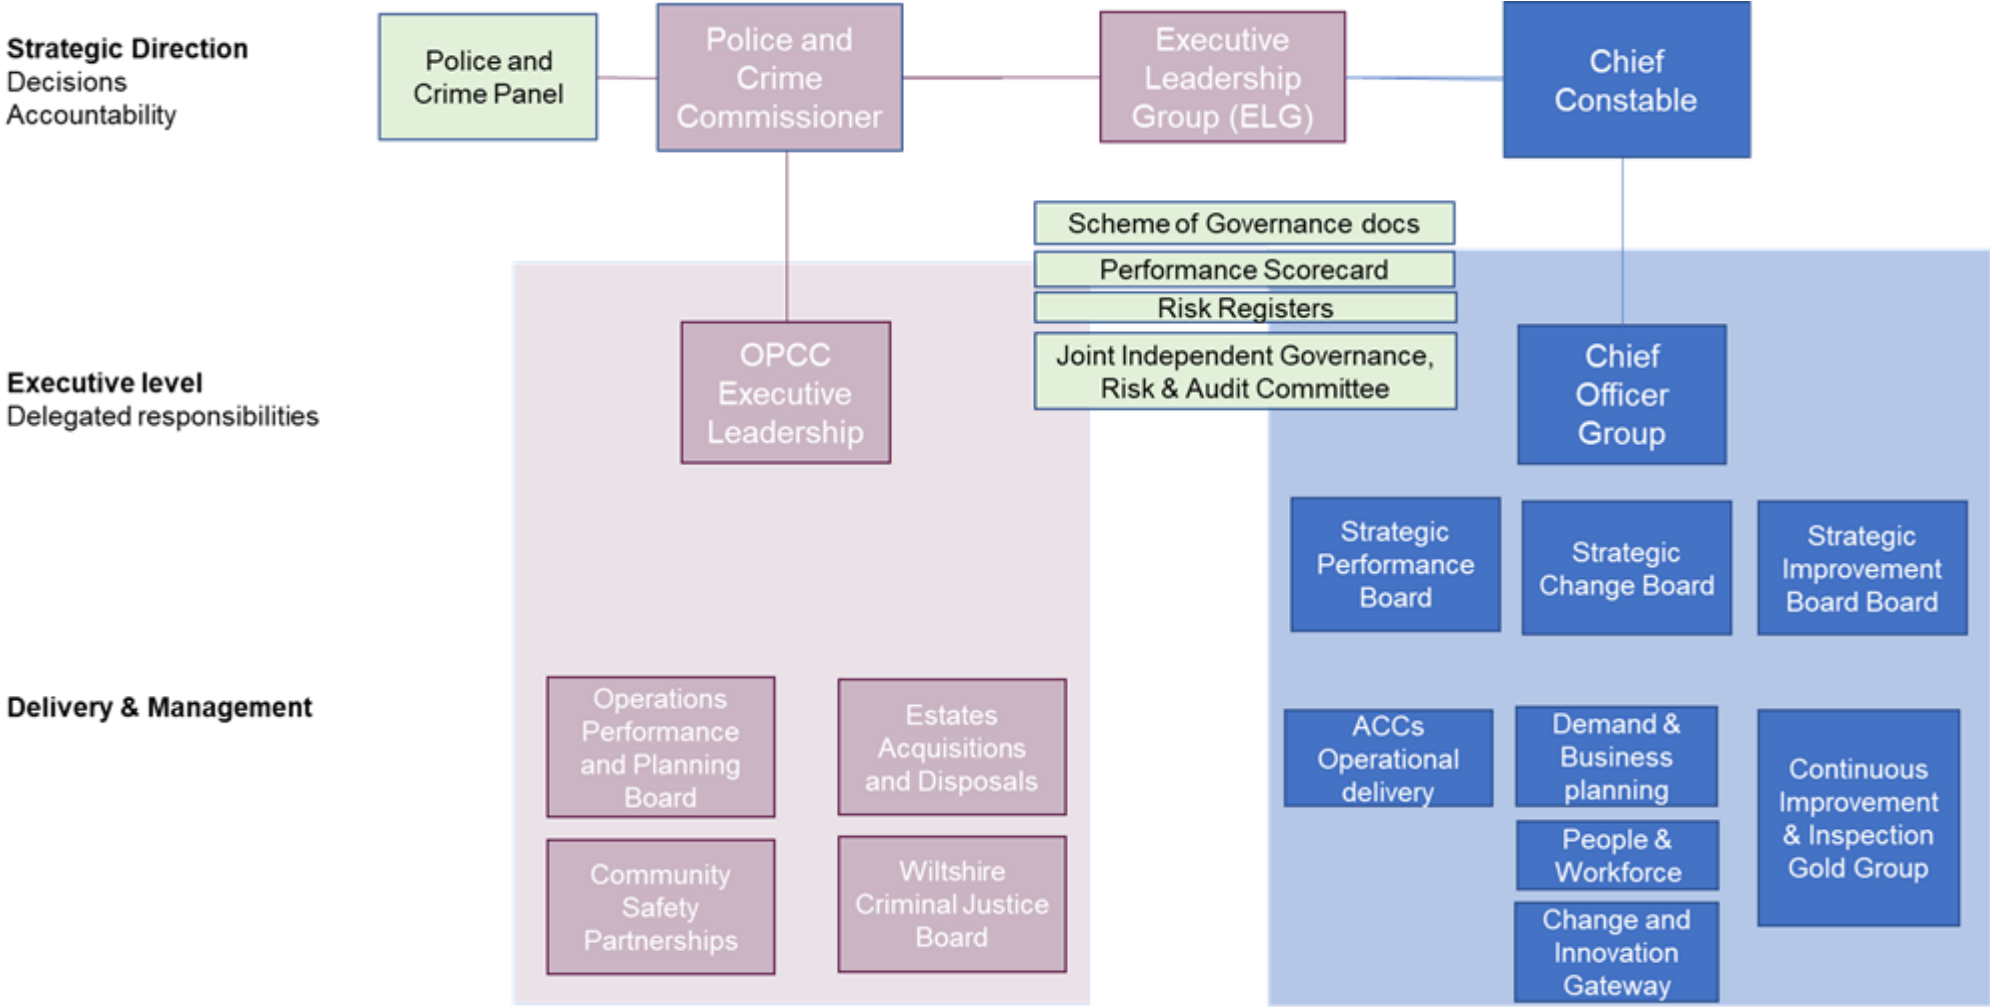 Strategic Direction
Decisions
Accountability
Police and
Crime Panel
Police and
Crime
Commissioner
Executive
Leadership
Group (ELG)
Chief
Constable
Scheme of Governance docs
Performance Scorecard
Risk Registers
Joint Independent Governance,
Risk & Audit Committee
Executive level
Delegated responsibilities
OPCC
Executive
Leadership
Chief
Officer
Group
Strategic
Performance
Board
Strategic
Change Board
Strategic
Improvement
Board Board
Delivery & Management
Operations
Performance
and Planning
Board
Estates
Acquisitions
and Disposals
Community
Safety
Partnerships
Wiltshire
Criminal Justice
Board
ACCs
Operational
delivery
Demand &
Business
planning
People &
Workforce
Change and
Innovation
Gateway
Continuous
Improvement
& Inspection
Gold Group